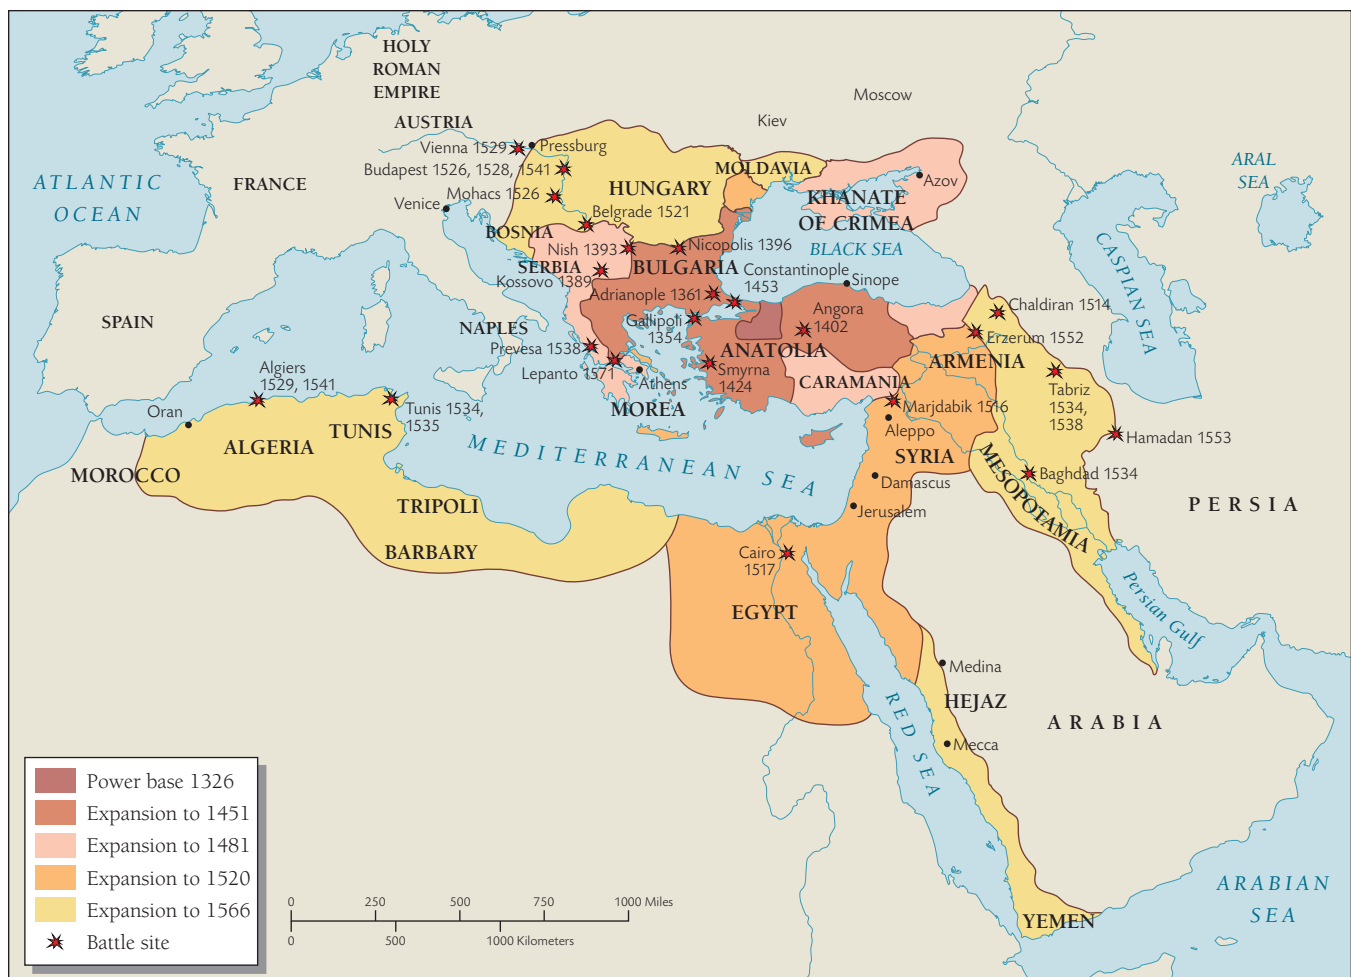 HOLY
ROMAN
EMPIRE
Moscow
Kiev
AUSTRIA
Vienna 1529
Pressburg
ARAL
SEA
ATLANTIC
OCEAN
FRANCE
Budapest 1526, 1528, 1541
MOLDAVIA
Azov
HUNGARY
Mohacs 1526
KHANATE
OF CRIMEA
Venice
Belgrade 1521
BOSNIA
BLACK SEA
CASPIAN SEA
Nish 1393
Nicopolis 1396
SERBIA
BULGARIA
Kossovo 1389
Constantinople
1453
Sinope
Adrianople 1361
Chaldiran 1514
SPAIN
NAPLES
Gallipoli
1354
Angora
1402
Erzerum 1552
Prevesa 1538
ANATOLIA
ARMENIA
Lepanto 1571
Athens
Smyrna
1424
CARAMANIA
Tabriz
1534,
1538
Algiers
1529, 1541
Oran
Tunis 1534,
1535
MOREA
Marjdabik 1516
Aleppo
Hamadan 1553
TUNIS
ALGERIA
MEDITERRANEAN SEA
SYRIA
MESOPOTAMIA
Baghdad 1534
MOROCCO
Damascus
Jerusalem
TRIPOLI
PERSIA
BARBARY
Cairo
1517
EGYPT
Persian Gulf
Medina
HEJAZ
RED SEA
ARABIA
Mecca
YEMEN
ARABIAN
SEA
Power base 1326
Expansion to 1451
Expansion to 1481
Expansion to 1520
Expansion to 1566
Battle site
0 250 500 750 1000 Miles
0 500 1000 Kilometers